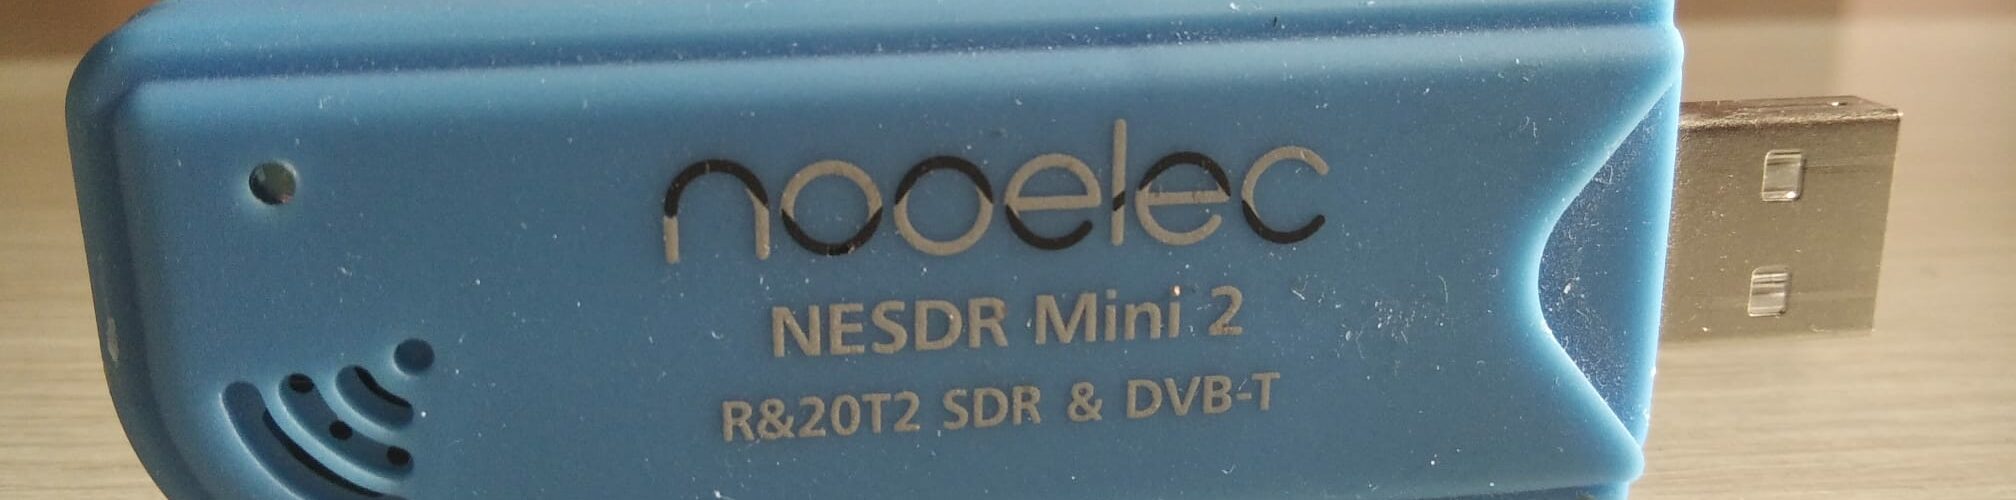 nooelec
NESDR Mini 2
R&20T2 SDR & DVB-T